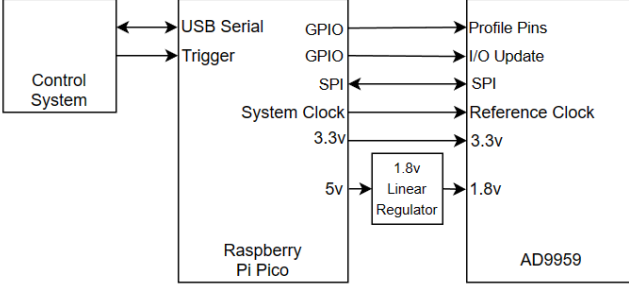 USB Serial
GPIO
Profile Pins
Trigger
GPIO
I/O Update
Control
System
SPI
SPI
System Clock
Reference Clock
3.3v
3.3v
1.8v
Linear
Regulator
5v
1.8v
Raspberry
Pi Pico
AD9959